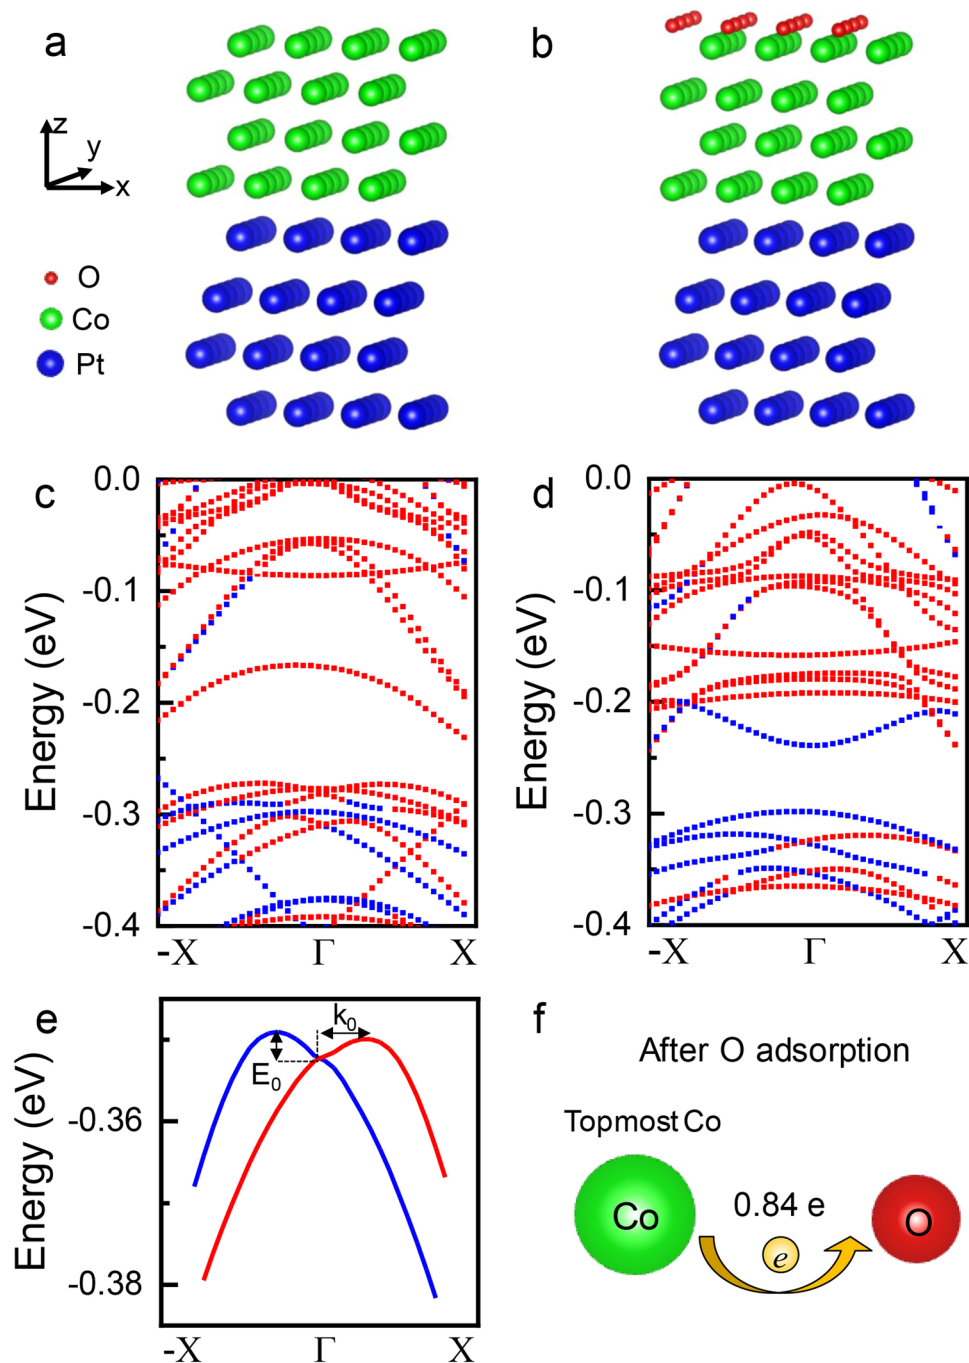 a
b
z
y
x
O
Co
Pt
c
d
0.0
-0.1
-0.2
-0.3
-0.4
Energy (eV)
-X Γ X
0.0
-0.1
-0.2
-0.3
-0.4
Energy (eV)
-X Γ X
e
k₀
E₀
-0.36
-0.38
Energy (eV)
-X Γ X
f
After O adsorption
Topmost Co
Co
0.84 e
e
O